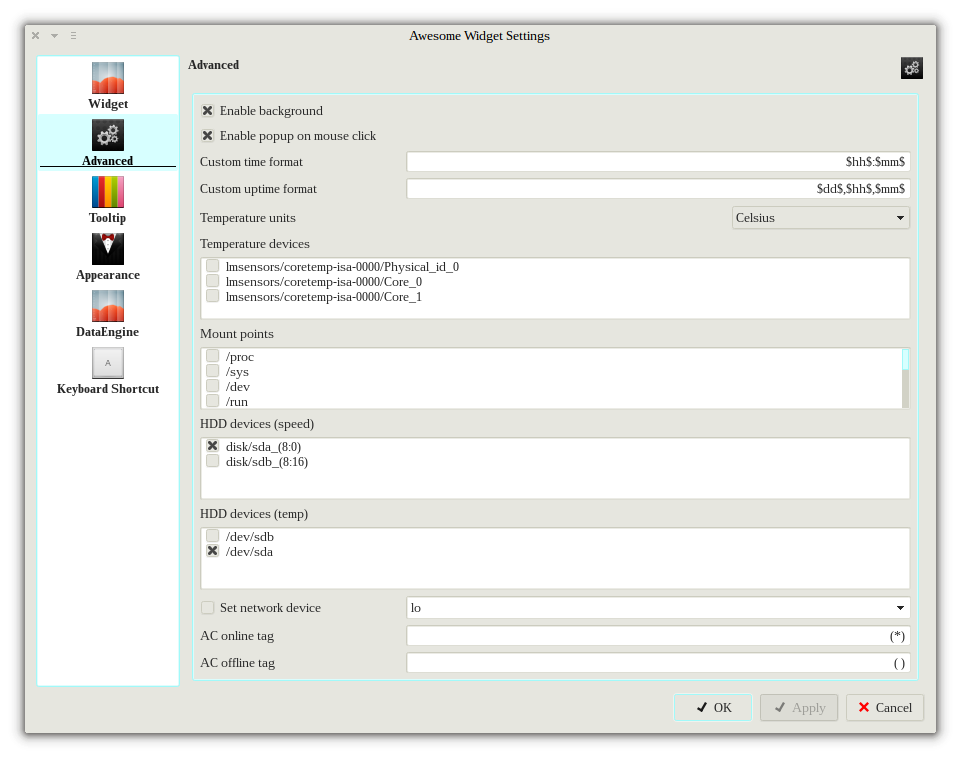 Awesome Widget Settings
Widget
Advanced
Tooltip
Appearance
DataEngine
A
Keyboard Shortcut
Advanced
Enable background
Enable popup on mouse click
Custom time format $hh$:$mm$
Custom uptime format $dd$,$hh$,$mm$
Temperature units Celsius
Temperature devices
lmsensors/coretemp-isa-0000/Physical_id_0
lmsensors/coretemp-isa-0000/Core_0
lmsensors/coretemp-isa-0000/Core_1
Mount points
/proc
/sys
/dev
/run
HDD devices (speed)
disk/sda_(8:0)
disk/sdb_(8:16)
HDD devices (temp)
/dev/sdb
/dev/sda
Set network device lo
AC online tag (*)
AC offline tag ( )
OK Apply Cancel